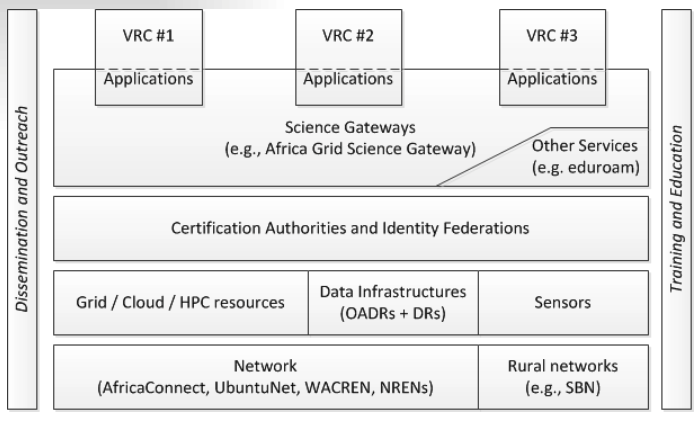 Dissemination and Outreach
VRC #1
VRC #2
VRC #3
Applications
Applications
Applications
Science Gateways
(e.g., Africa Grid Science Gateway)
Other Services
(e.g. eduroam)
Certification Authorities and Identity Federations
Grid / Cloud / HPC resources
Data Infrastructures
(OADRs + DRs)
Sensors
Network
(AfricaConnect, UbuntuNet, WACREN, NRENs)
Rural networks
(e.g., SBN)
Training and Education